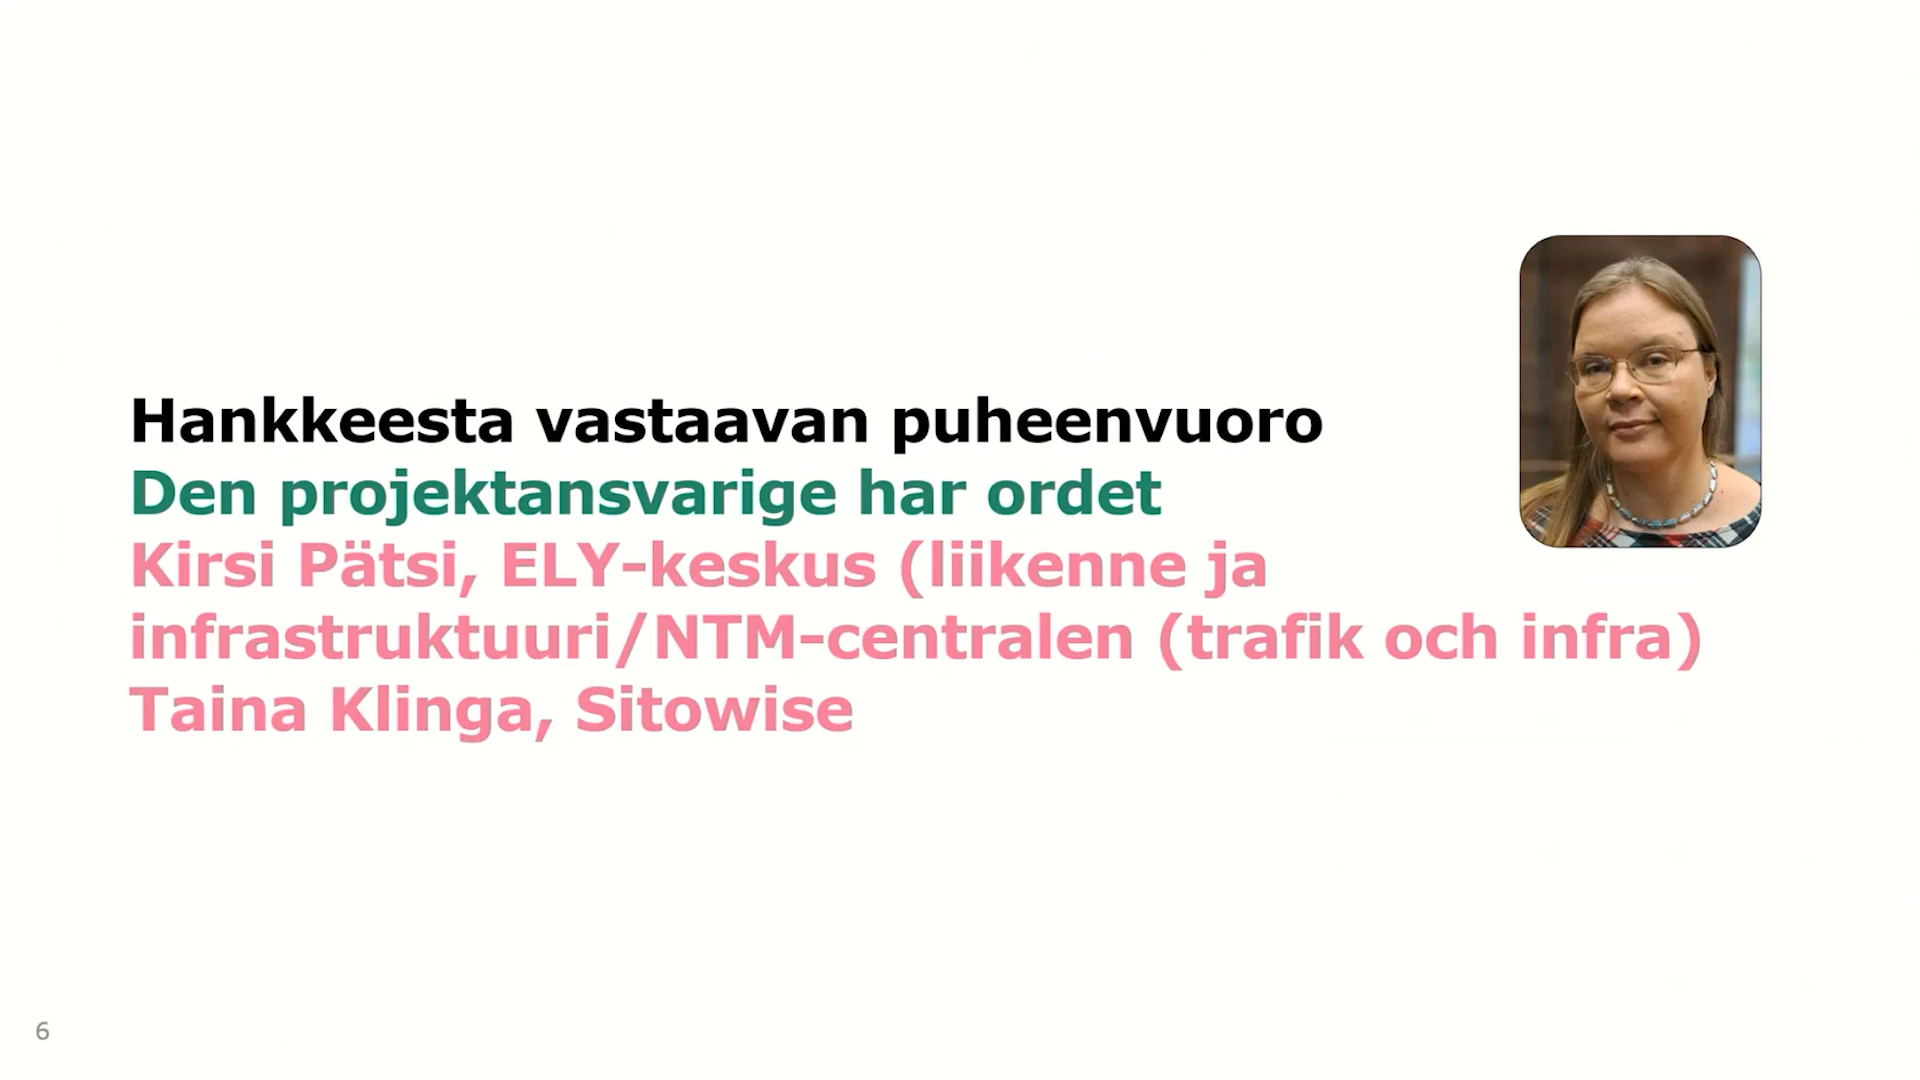 Hankkeesta vastaavan puheenvuoro
Den projektansvarige har ordet
Kirsi Pätsi, ELY-keskus (liikenne ja
infrastruktuuri/NTM-centralen (trafik och infra)
Taina Klinga, Sitowise
6